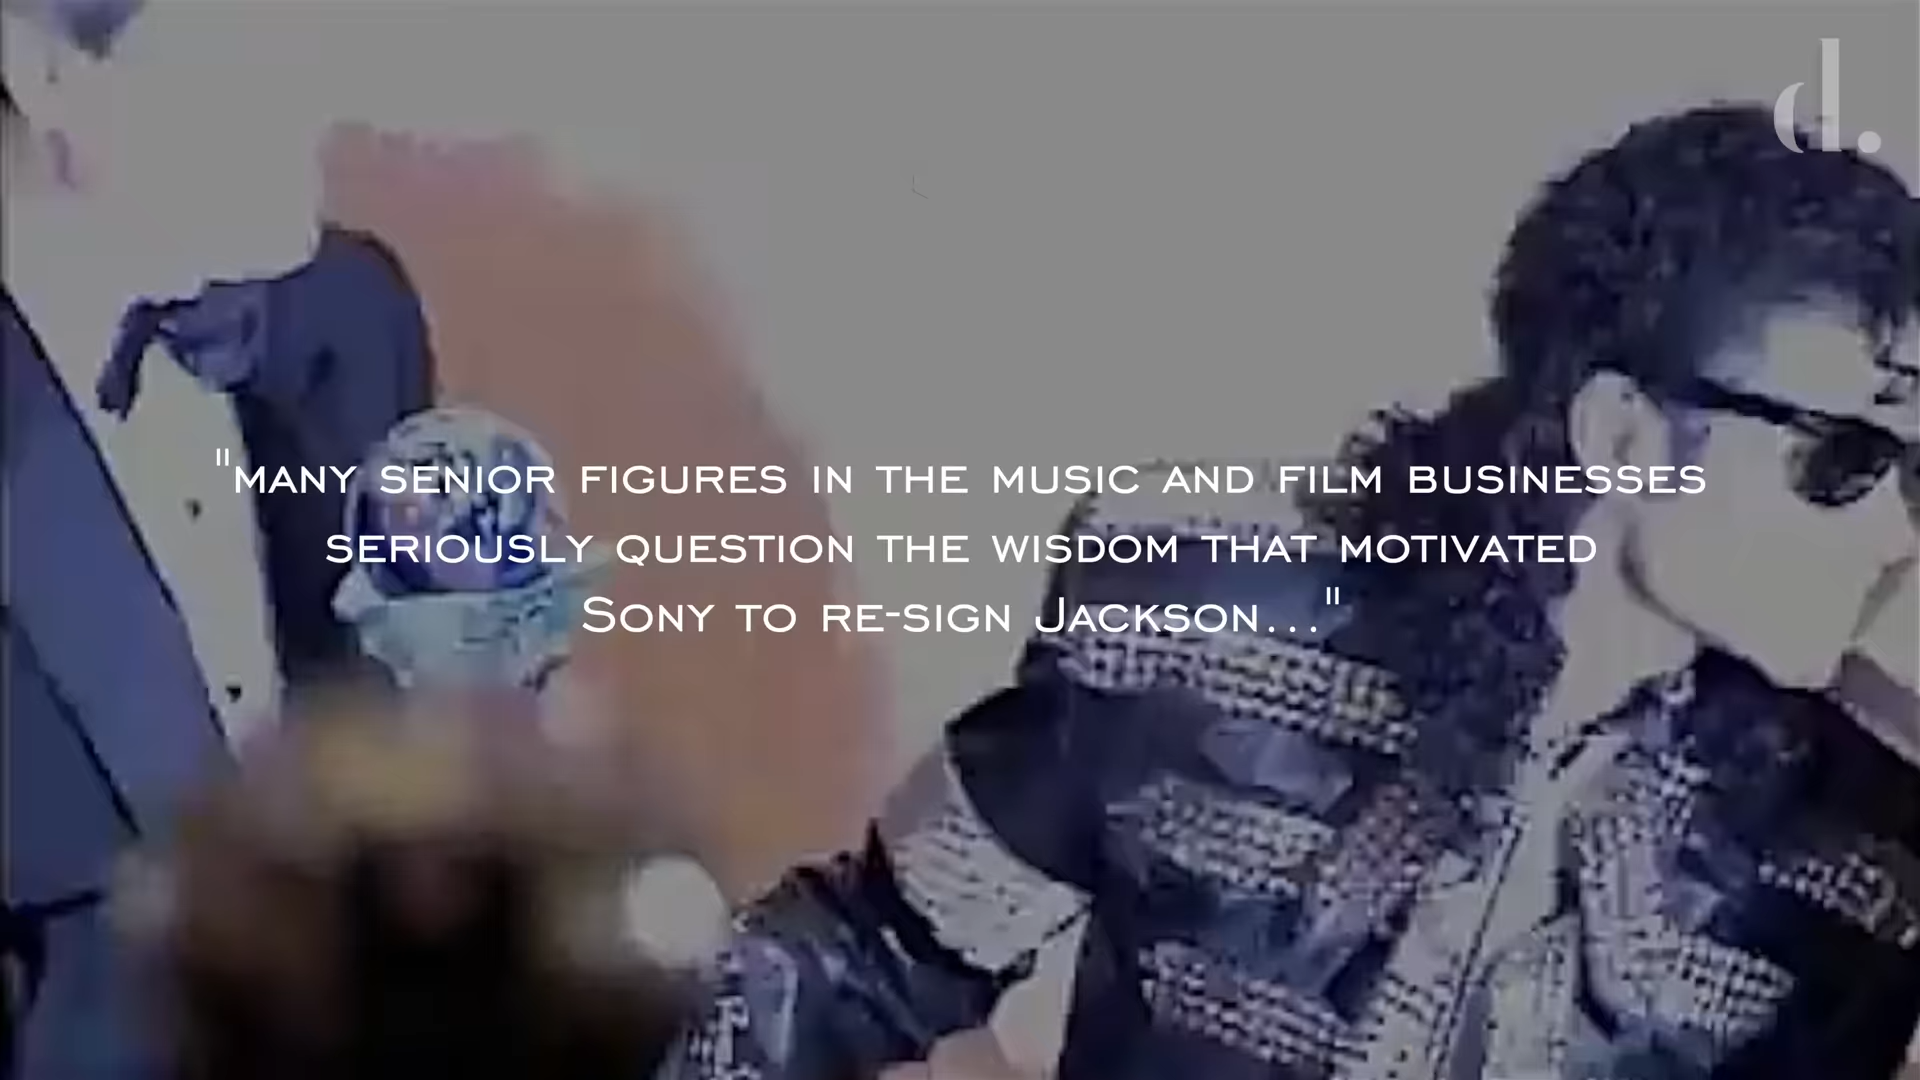 d.
"MANY SENIOR FIGURES IN THE MUSIC AND FILM BUSINESSES
SERIOUSLY QUESTION THE WISDOM THAT MOTIVATED
SONY TO RE-SIGN JACKSON..."